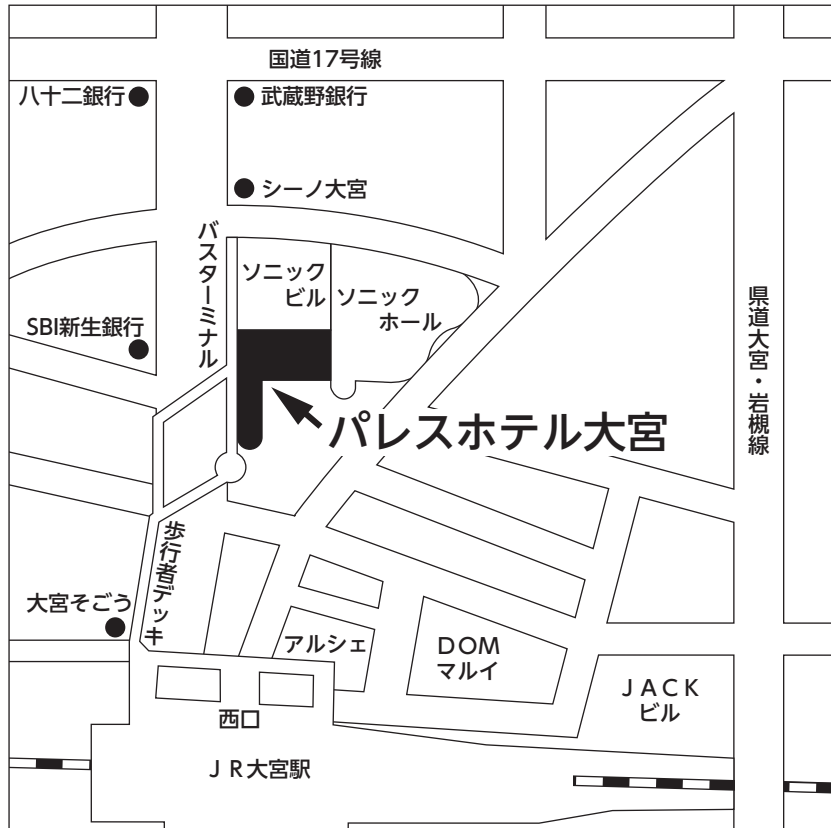 国道17号線
八十二銀行
武蔵野銀行
シーノ大宮
バスターミナル
ソニック
ビル
ソニック
ホール
SBI新生銀行
県道大宮・岩槻線
パレスホテル大宮
歩行者デッキ
大宮そごう
アルシェ
DOM
マルイ
JACK
ビル
西口
JR大宮駅